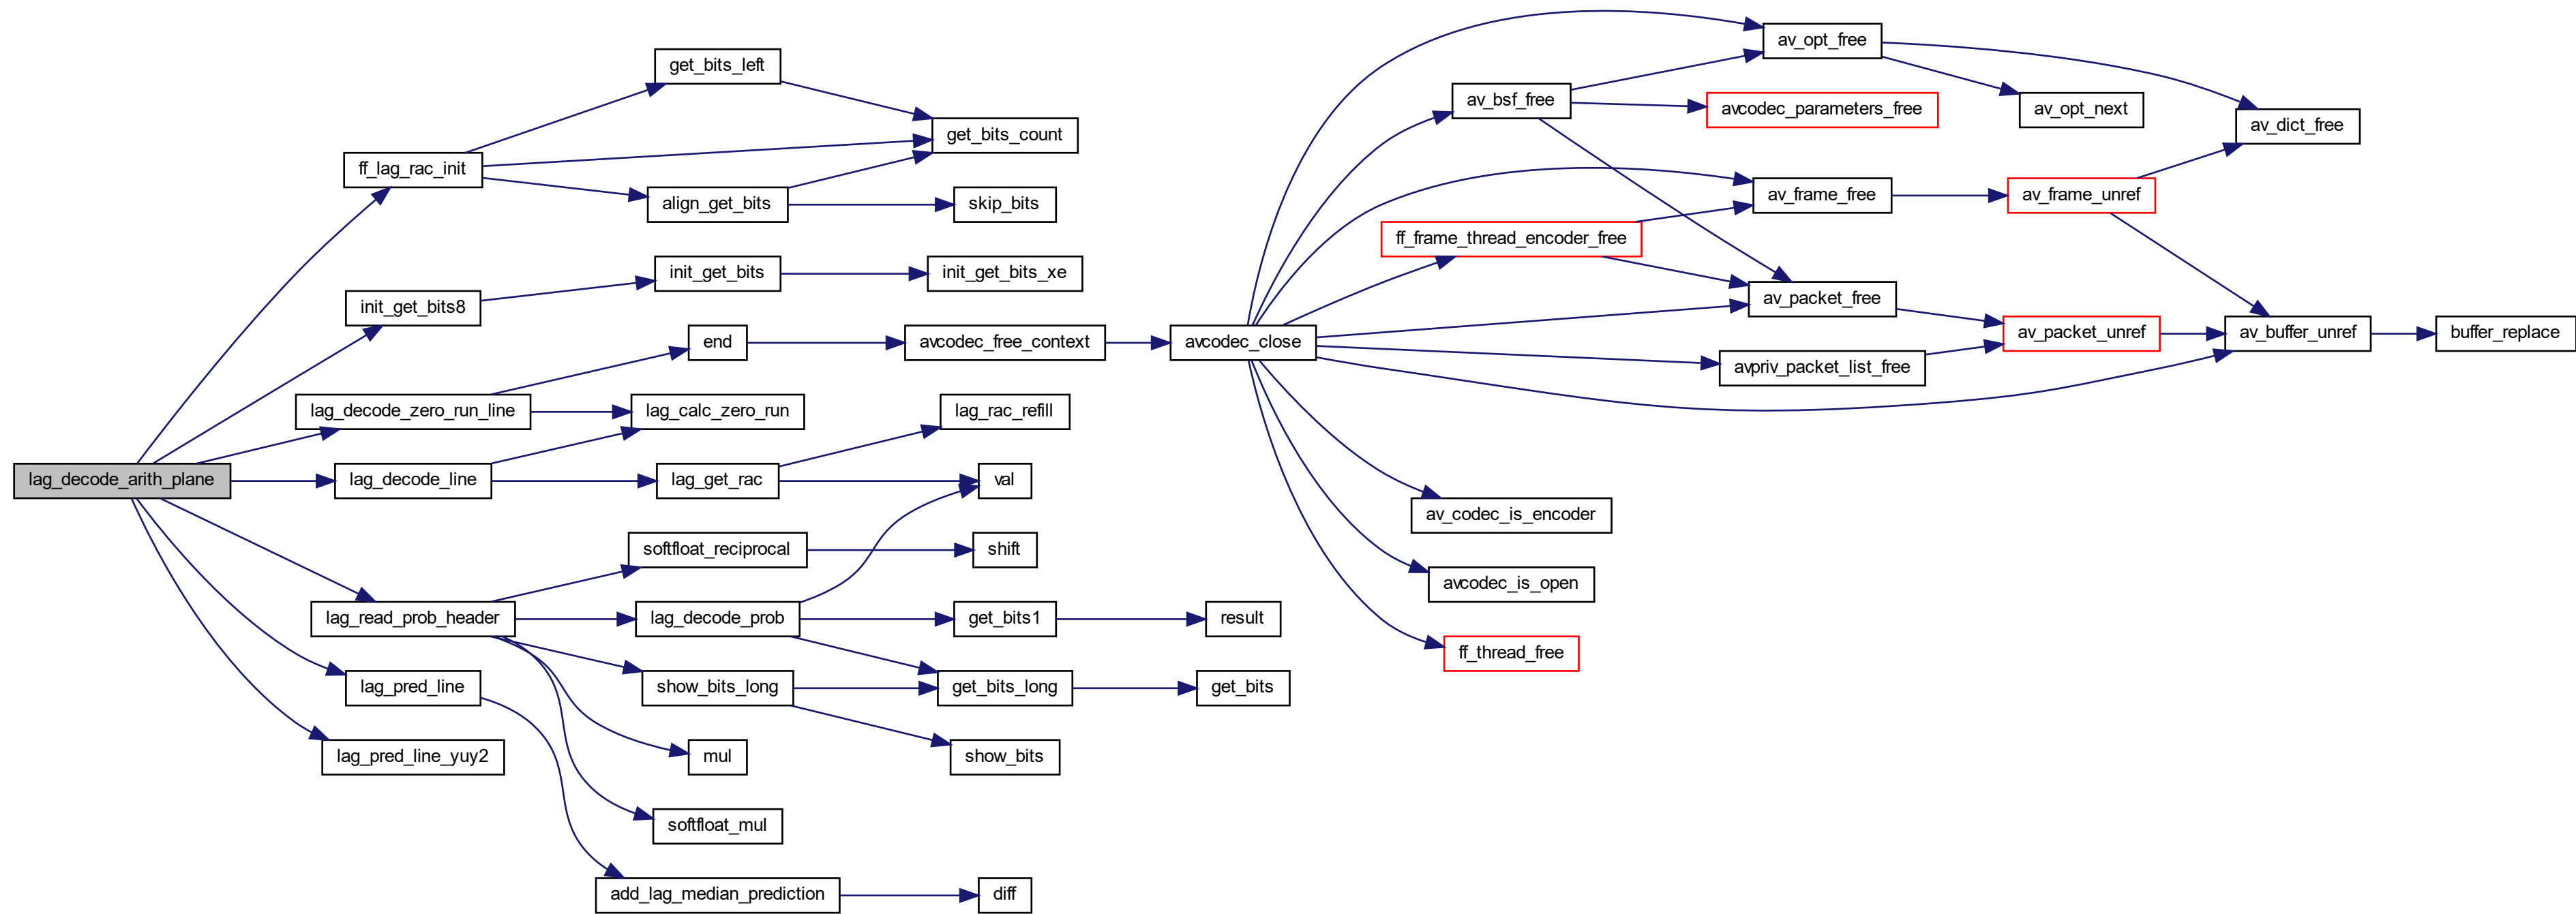 lag_decode_arith_plane
ff_lag_rac_init
get_bits_left
get_bits_count
align_get_bits
skip_bits
init_get_bits8
init_get_bits
init_get_bits_xe
lag_decode_zero_run_line
end
avcodec_free_context
avcodec_close
av_opt_free
av_bsf_free
avcodec_parameters_free
av_opt_next
av_dict_free
av_frame_free
av_frame_unref
ff_frame_thread_encoder_free
av_packet_free
av_packet_unref
av_buffer_unref
buffer_replace
avpriv_packet_list_free
av_codec_is_encoder
avcodec_is_open
ff_thread_free
lag_calc_zero_run
lag_decode_line
lag_get_rac
lag_rac_refill
val
lag_read_prob_header
softfloat_reciprocal
shift
lag_decode_prob
get_bits1
result
show_bits_long
get_bits_long
get_bits
show_bits
mul
softfloat_mul
lag_pred_line
add_lag_median_prediction
diff
lag_pred_line_yuy2